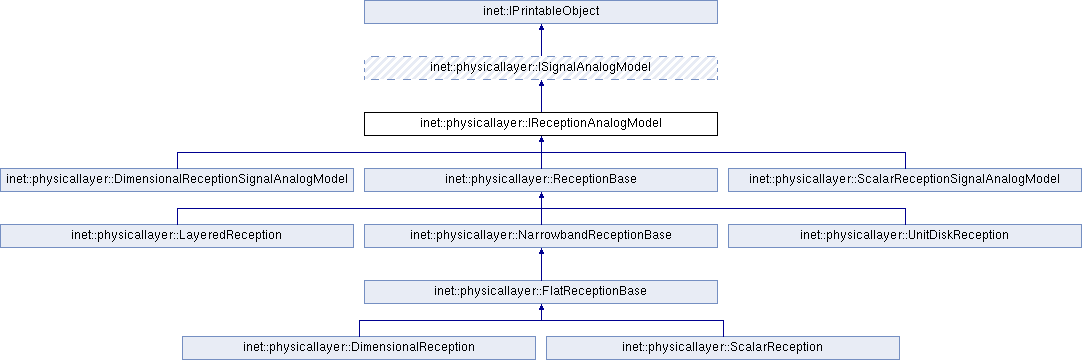 inet::IPrintableObject
inet::physicallayer::ISignalAnalogModel
inet::physicallayer::IReceptionAnalogModel
inet::physicallayer::DimensionalReceptionSignalAnalogModel
inet::physicallayer::ReceptionBase
inet::physicallayer::ScalarReceptionSignalAnalogModel
inet::physicallayer::LayeredReception
inet::physicallayer::NarrowbandReceptionBase
inet::physicallayer::UnitDiskReception
inet::physicallayer::FlatReceptionBase
inet::physicallayer::DimensionalReception
inet::physicallayer::ScalarReception